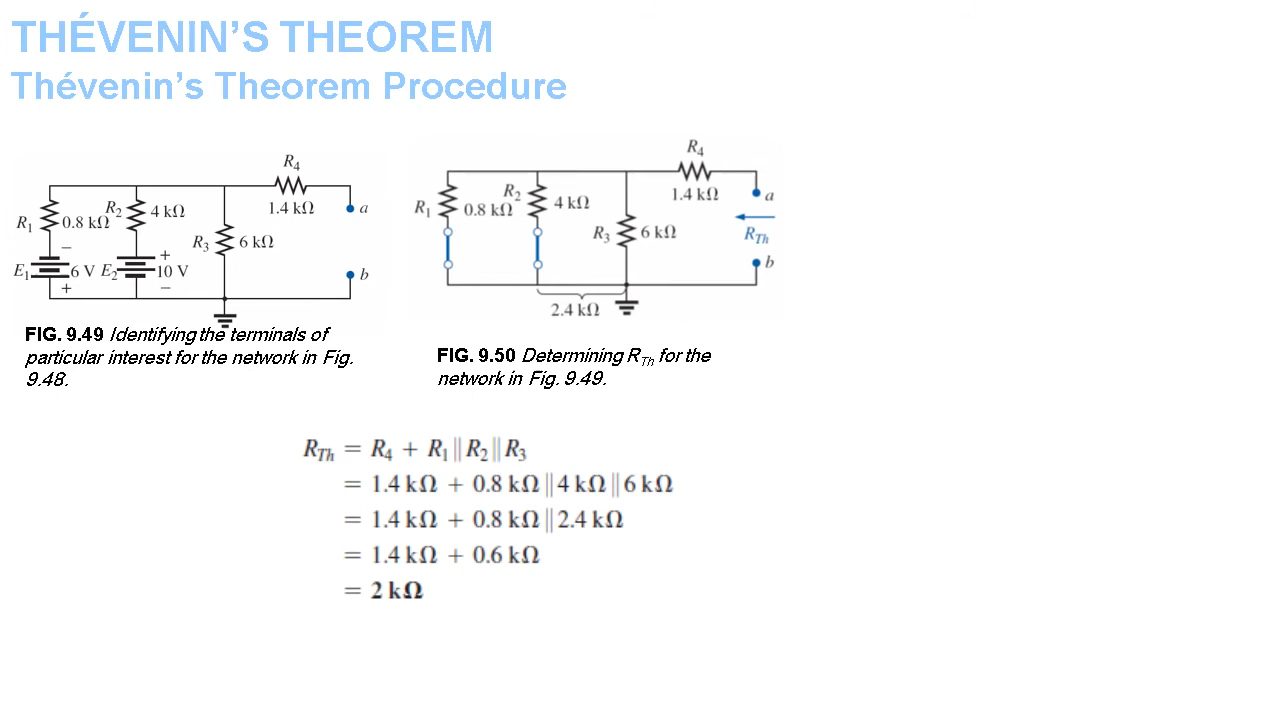 THÉVENIN’S THEOREM
Thévenin’s Theorem Procedure
R4
1.4 kΩ
a
R1
0.8 kΩ
R2
4 kΩ
R3
6 kΩ
−
E1
6 V
+
E2
+
10 V
−
b
FIG. 9.49 Identifying the terminals of
particular interest for the network in Fig.
9.48.
R4
1.4 kΩ
a
R1
0.8 kΩ
R2
4 kΩ
R3
6 kΩ
RTh
b
2.4 kΩ
FIG. 9.50 Determining RTh for the
network in Fig. 9.49.
RTh = R4 + R1 || R2 || R3
= 1.4 kΩ + 0.8 kΩ || 4 kΩ || 6 kΩ
= 1.4 kΩ + 0.8 kΩ || 2.4 kΩ
= 1.4 kΩ + 0.6 kΩ
= 2 kΩ